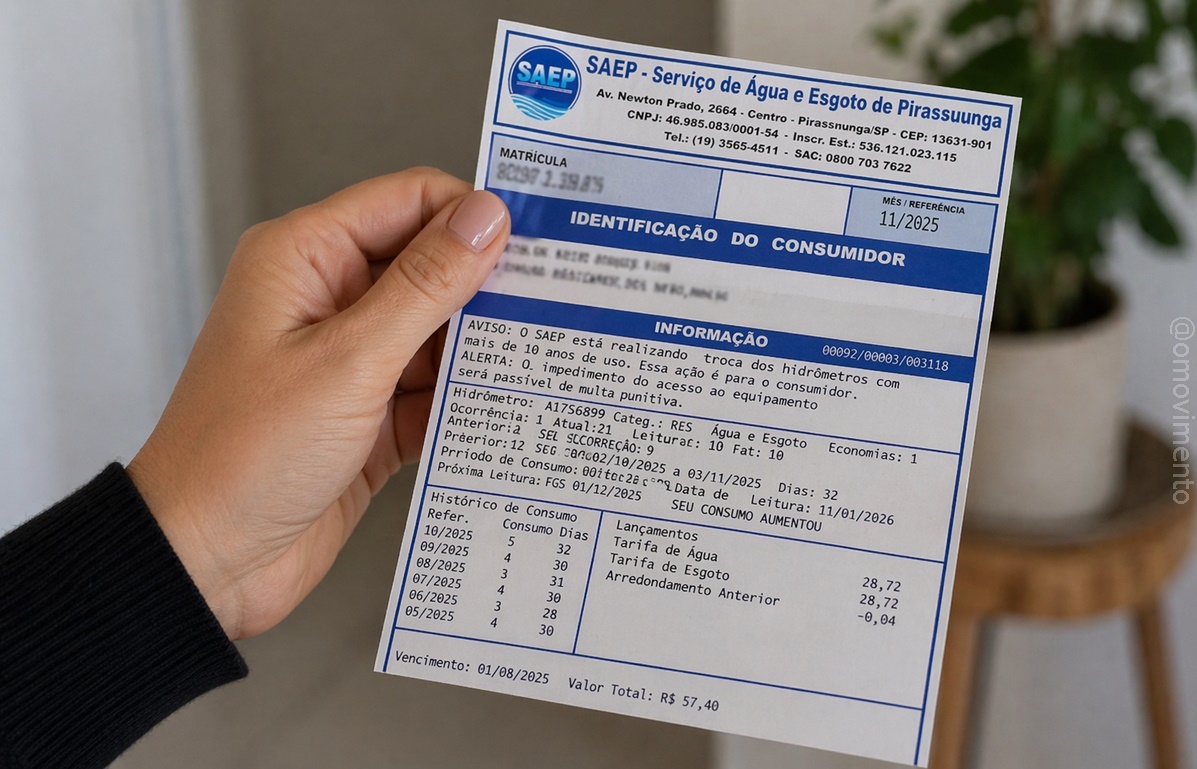 SAEP
SAEP - Serviço de Água e Esgoto de Pirassuunga
Av. Newton Prado, 2664 - Centro - Pirassnunga/SP - CEP: 13631-901
CNPJ: 46.985.083/0001-54 - Inscr. Est.: 536.121.023.115
Tel.: (19) 3565-4511 - SAC: 0800 703 7622
MATRÍCULA
MÊS / REFERÊNCIA
11/2025
IDENTIFICAÇÃO DO CONSUMIDOR
INFORMAÇÃO 00092/00003/003118
AVISO: O SAEP está realizando troca dos hidrômetros com
mais de 10 anos de uso. Essa ação é para o consumidor.
ALERTA: O impedimento do acesso ao equipamento
será passível de multa punitiva.
Hidrômetro: A17S6899 Categ.: RES Água e Esgoto Economias: 1
Ocorrência: 1 Atual:21 Leitura: 10 Fat: 10
Anterior:2 SEL 9
Préerior:12 SEG 02/10/2025 a 03/11/2025 Dias: 32
Prríodo de Consumo: Data de Leitura: 11/01/2026
Próxima Leitura: FGS 01/12/2025 SEU CONSUMO AUMENTOU
Histórico de Consumo
Refer. Consumo Dias
10/2025 5 32
09/2025 4 30
08/2025 3 31
07/2025 4 30
06/2025 3 28
05/2025 4 30
Lançamentos
Tarifa de Água 28,72
Tarifa de Esgoto 28,72
Arredondamento Anterior -0,04
Vencimento: 01/08/2025 Valor Total: R$ 57,40
@omovimento